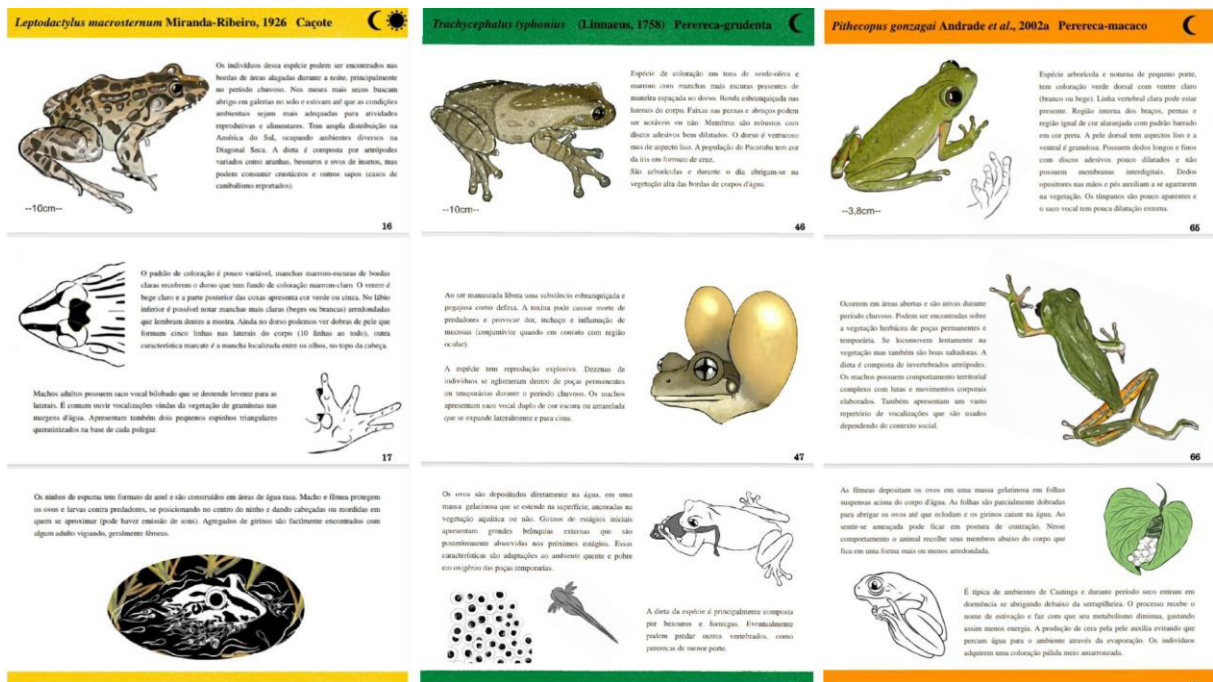 Leptodactylus macrosternum Miranda-Ribeiro, 1926 Caçote
Os indivíduos dessa espécie podem ser encontrados nas
bordas de áreas alagadas durante a noite, principalmente
no período chuvoso. Nos meses mais secos buscam
abrigo em galerias no solo e estivam até que as condições
ambientais sejam mais adequadas para atividades
reprodutivas e alimentares. Tem ampla distribuição na
América do Sul, ocupando ambientes diversos na
Diagonal Seca. A dieta é composta por artrópodes
variados como aranhas, besouros e ovos de insetos, mas
podem consumir crustáceos e outros sapos (casos de
canibalismo reportados).
--10cm--
16
O padrão de coloração é pouco variável, manchas marrom-escuras de bordas
claras recobrem o dorso que tem fundo de coloração marrom-claro. O ventre é
bege claro e a parte posterior das coxas apresenta cor verde ou cinza. No lábio
inferior é possível notar manchas mais claras (beges ou brancas) arredondadas
que lembram dentes a mostra. Ainda no dorso podemos ver dobras de pele que
formam cinco linhas nas laterais do corpo (10 linhas ao todo), outra
característica marcate é a mancha localizada entre os olhos, no topo da cabeça.
Machos adultos possuem saco vocal bilobado que se destende levente para as
laterais. É comum ouvir vocalizações vindas da vegetação de gramíneas nas
margens d'água. Apresentam também dois pequenos espinhos triangulares
queratinizados na base de cada polegar.
17
Os ninhos de espuma tem formato de anel e são construídos em áreas de água rasa. Macho e fêmea protegem
os ovos e larvas contra predadores, se posicionando no centro do ninho e dando cabeçadas ou mordidas em
quem se aproximar (pode haver emissão de sons). Agregados de girinos são facilmente encontrados com
algum adulto vigiando, geralmente fêmeas.
Trachycephalus typhonius (Linnaeus, 1758) Perereca-grudenta
Espécie de coloração em tons de verde-oliva e
marrom com manchas mais escuras presentes de
maneira espaçada no dorso. Banda esbranquiçada nas
laterais do corpo. Faixas nas pernas e abraços podem
ser notáveis ou não. Membros são robustos com
discos adesivos bem dilatados. O dorso é verrucoso
mas de aspecto liso. A população de Pacatuba tem cor
da íris em formato de cruz.
São arborícolas e durante o dia abrigam-se na
vegetação alta das bordas de corpos d'água.
--10cm--
46
Ao ser manuseada libera uma substância esbranquiçada e
pegajosa como defesa. A toxina pode causar morte de
predadores e provocar dor, inchaço e inflamação de
mucosas (conjuntivite quando em contato com região
ocular).
A espécie tem reprodução explosiva. Dezenas de
indivíduos se aglomeram dentro de poças permanentes
ou temporárias durante o período chuvoso. Os machos
apresentam saco vocal duplo de cor escura ou amarelada
que se expande lateralmente e para cima.
47
Os ovos são depositados diretamente na água, em uma
massa gelatinosa que se estende na superfície, ancoradas na
vegetação aquática ou não. Girinos de estágios iniciais
apresentam grandes brânquias externas que são
posteriormente absorvidas nos próximos estágios. Essas
características são adaptações ao ambiente quente e pobre
em oxigênio das poças temporarias.
A dieta da espécie é principalmente composta
por besouros e formigas. Eventualmente
podem predar outros vertebrados, como
pererecas de menor porte.
Pithecopus gonzagai Andrade et al., 2002a Perereca-macaco
Espécie arborícola e noturna de pequeno porte,
tem coloração verde dorsal com ventre claro
(branco ou bege). Linha vertebral clara pode estar
presente. Região interna dos braços, pernas e
região igual de cor alaranjada com padrão barrado
em cor preta. A pele dorsal tem aspectos liso e a
ventral é granulosa. Possuem dedos longos e finos
com discos adesivos pouco dilatados e não
possuem membranas interdigitais. Dedos
opositores nas mãos e pés auxiliam a se agarrarem
na vegetação. Os tímpanos são pouco aparentes e
o saco vocal tem pouca dilatação externa.
--3,8cm--
65
Ocorrem em áreas abertas e são ativas durante
período chuvoso. Podem ser encontradas sobre
a vegetação herbácea de poças permanentes e
temporária. Se locomovem lentamente na
vegetação mas também são boas saltadoras. A
dieta é composta de invertebrados artrópodes.
Os machos possuem comportamento territorial
complexo com lutas e movimentos corporais
elaborados. Também apresentam um vasto
repertório de vocalizações que são usados
dependendo do contexto social.
66
As fêmeas depositam os ovos em uma massa gelatinosa em folhas
suspensas acima do corpo d'água. As folhas são parcialmente dobradas
para abrigar os ovos até que eclodam e os girinos caiam na água. Ao
sentir-se ameaçada pode ficar em postura de contração. Nesse
comportamento o animal recolhe seus membros abaixo do corpo que
fica em uma forma mais ou menos arredondada.
É típica de ambientes de Caatinga e durante período seco entram em
dormência se abrigando debaixo da serrapilheira. O processo recebe o
nome de estivação e faz com que seu metabolismo diminua, gastando
assim menos energia. A produção de cera pela pele auxilia evitando que
percam água para o ambiente através da evaporação. Os indivíduos
adquirem uma coloração pálida meio amarronzada.